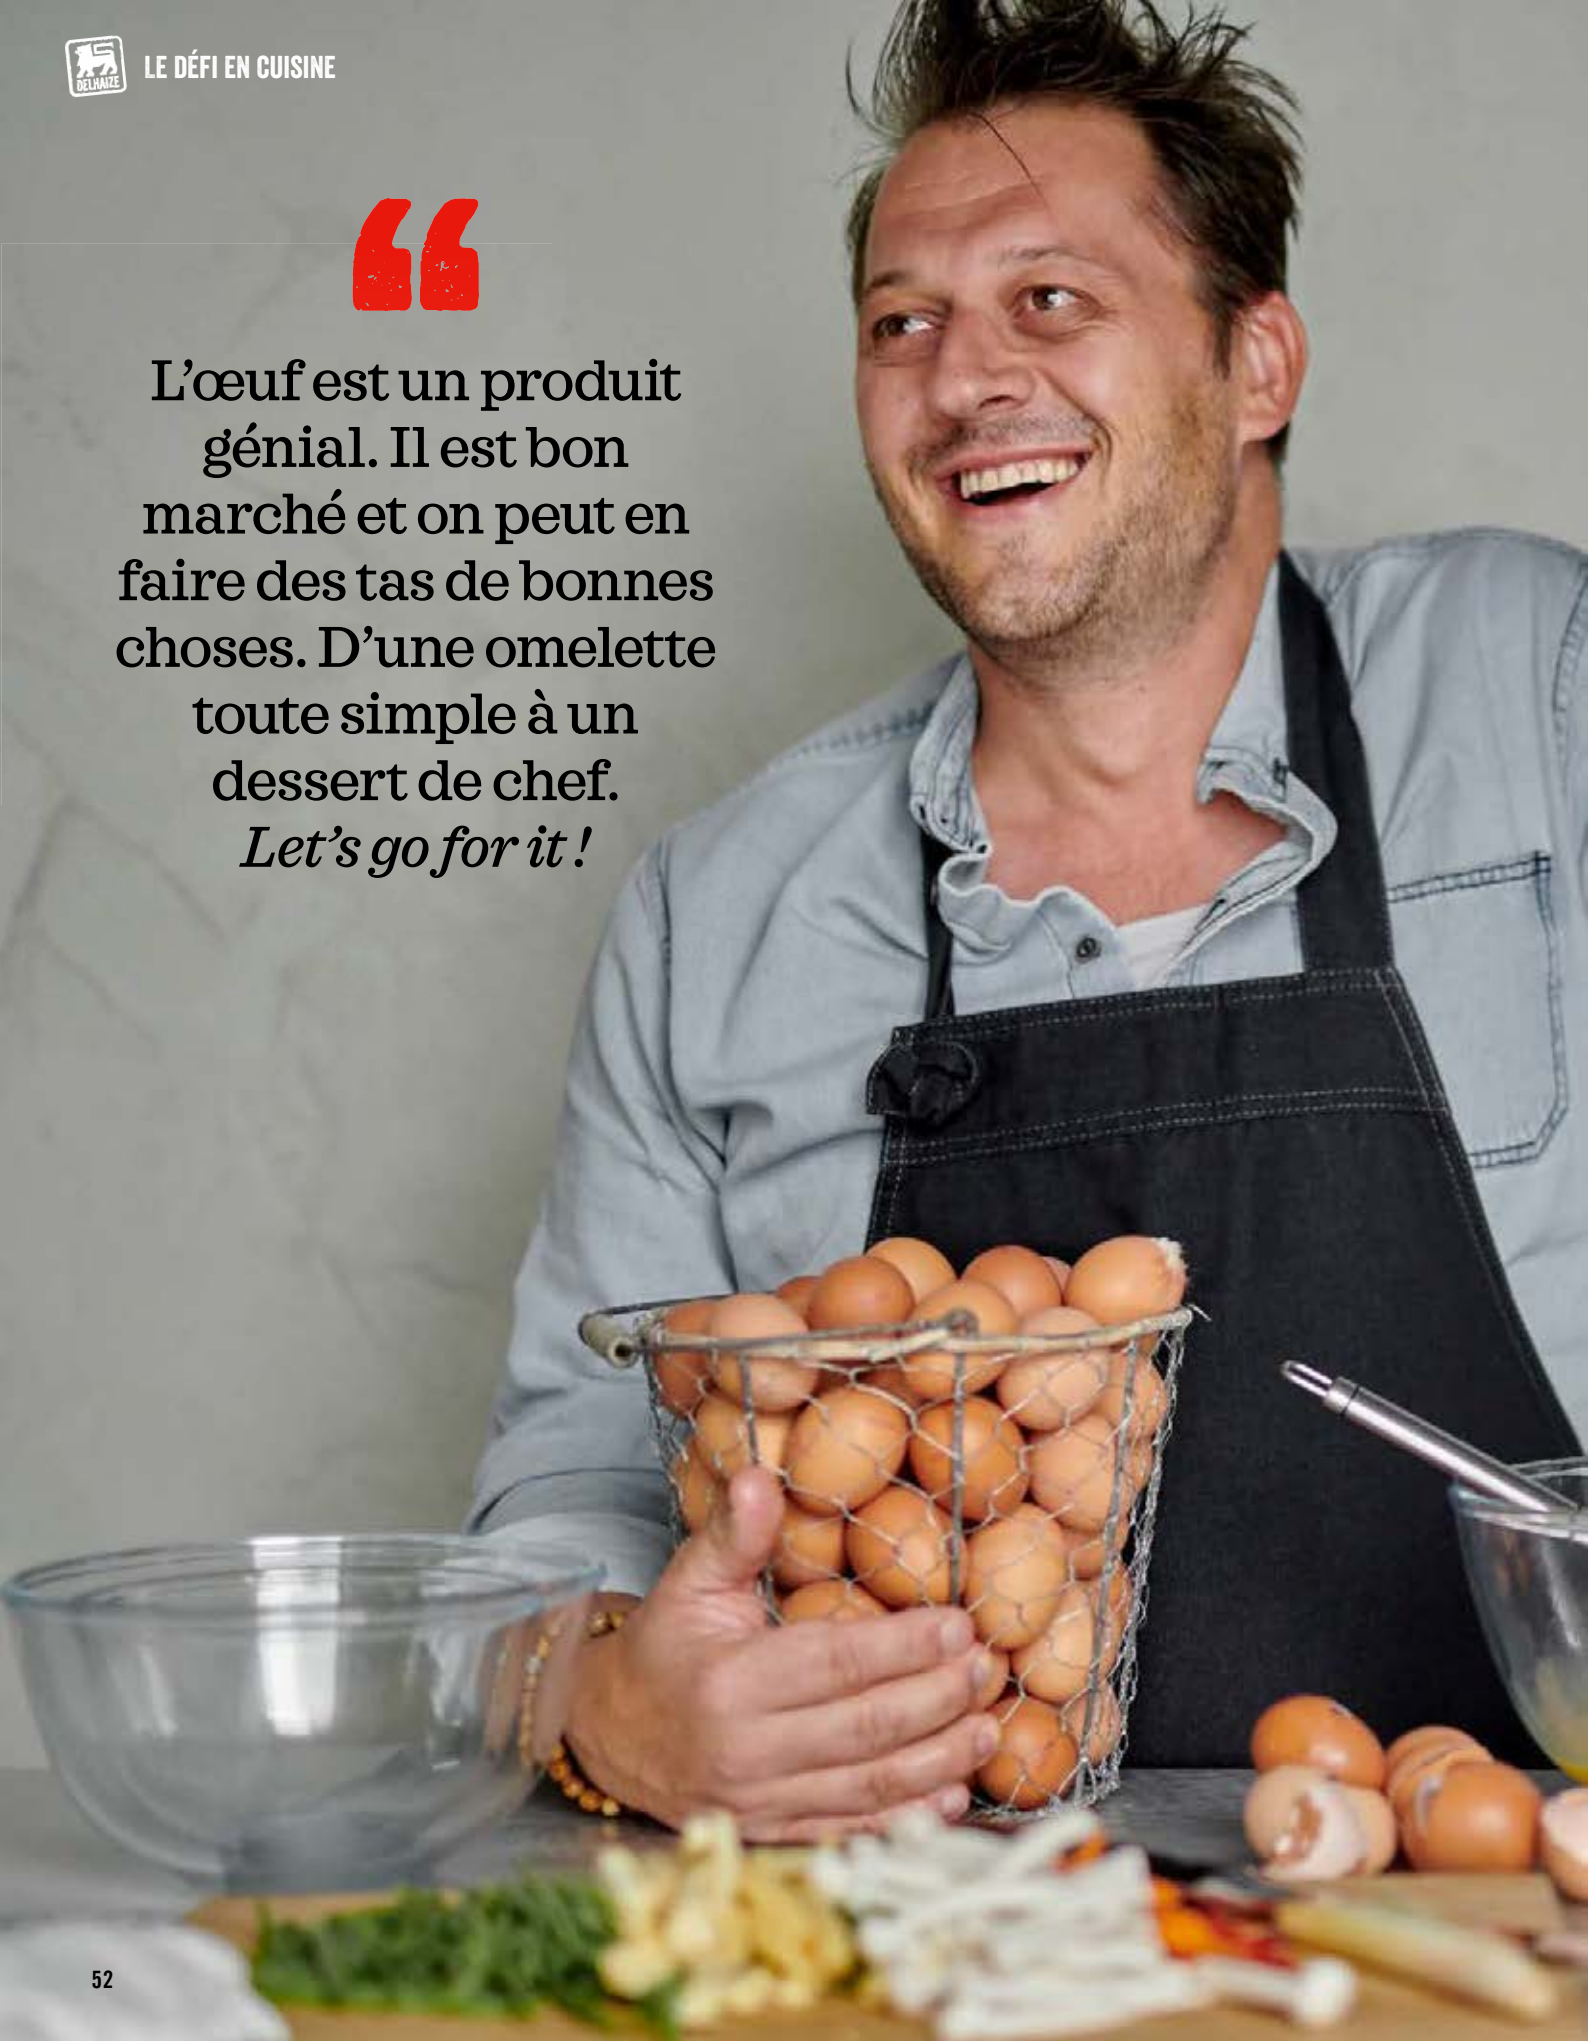 DELHAIZE
LE DÉFI EN CUISINE
“
L’œuf est un produit
génial. Il est bon
marché et on peut en
faire des tas de bonnes
choses. D’une omelette
toute simple à un
dessert de chef.
Let’s go for it !
52